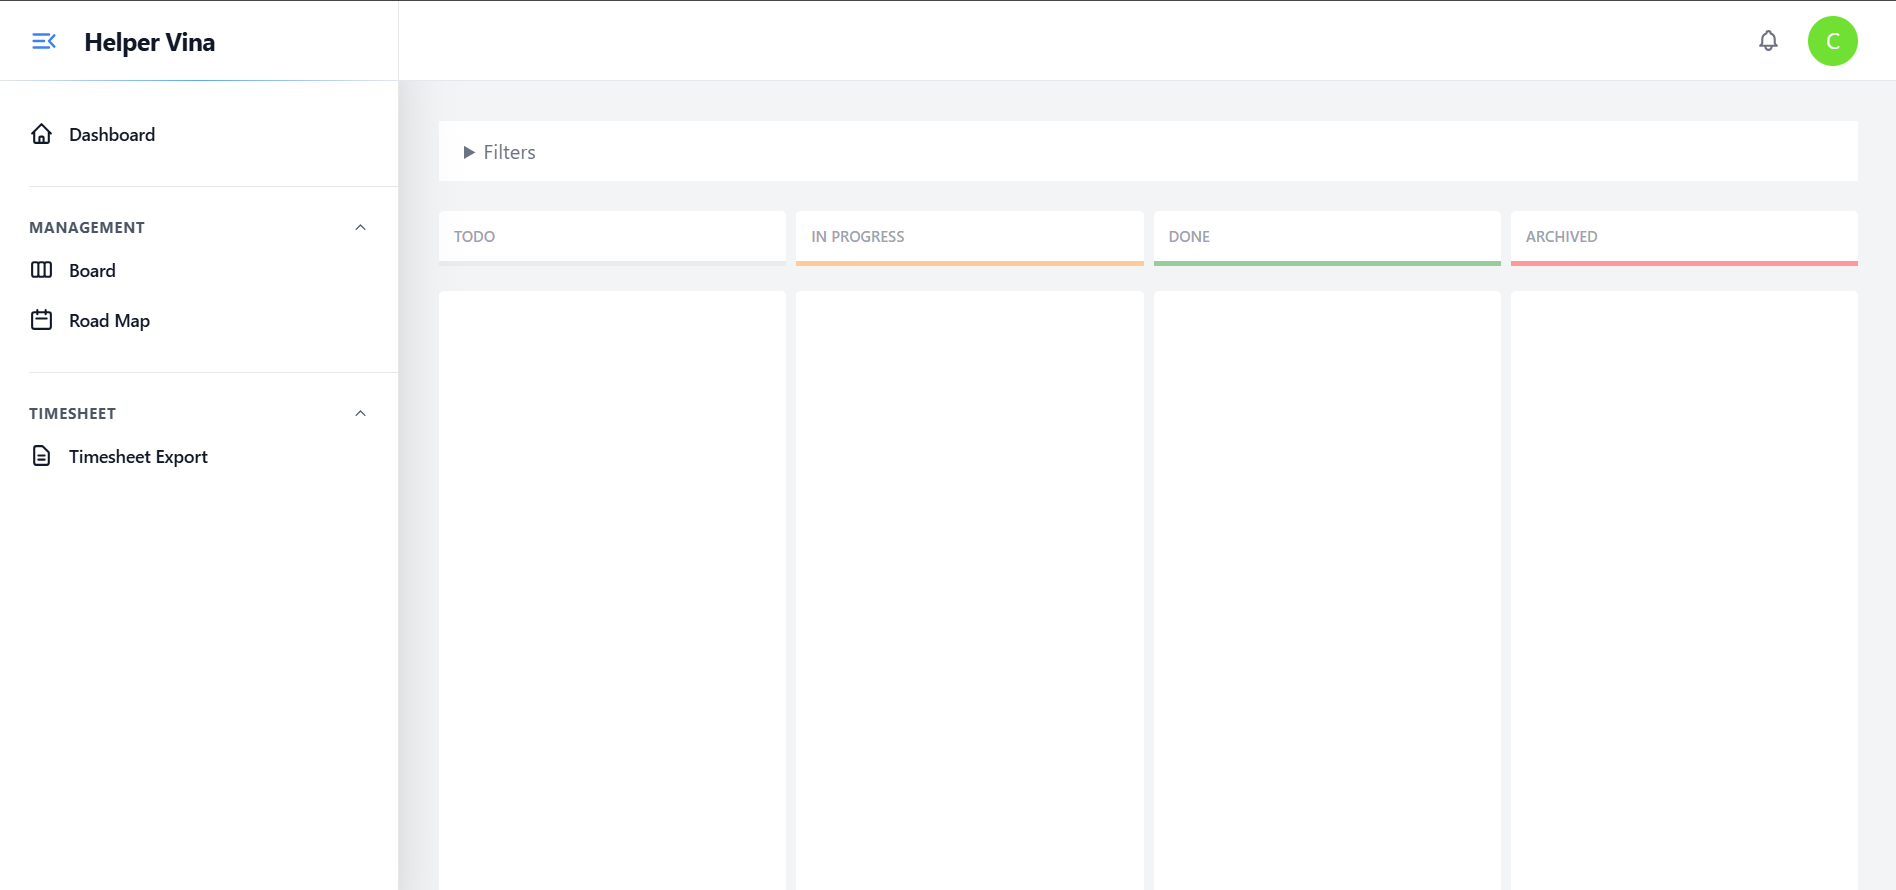 Helper Vina
C
Dashboard
MANAGEMENT
Board
Road Map
TIMESHEET
Timesheet Export
Filters
TODO
IN PROGRESS
DONE
ARCHIVED